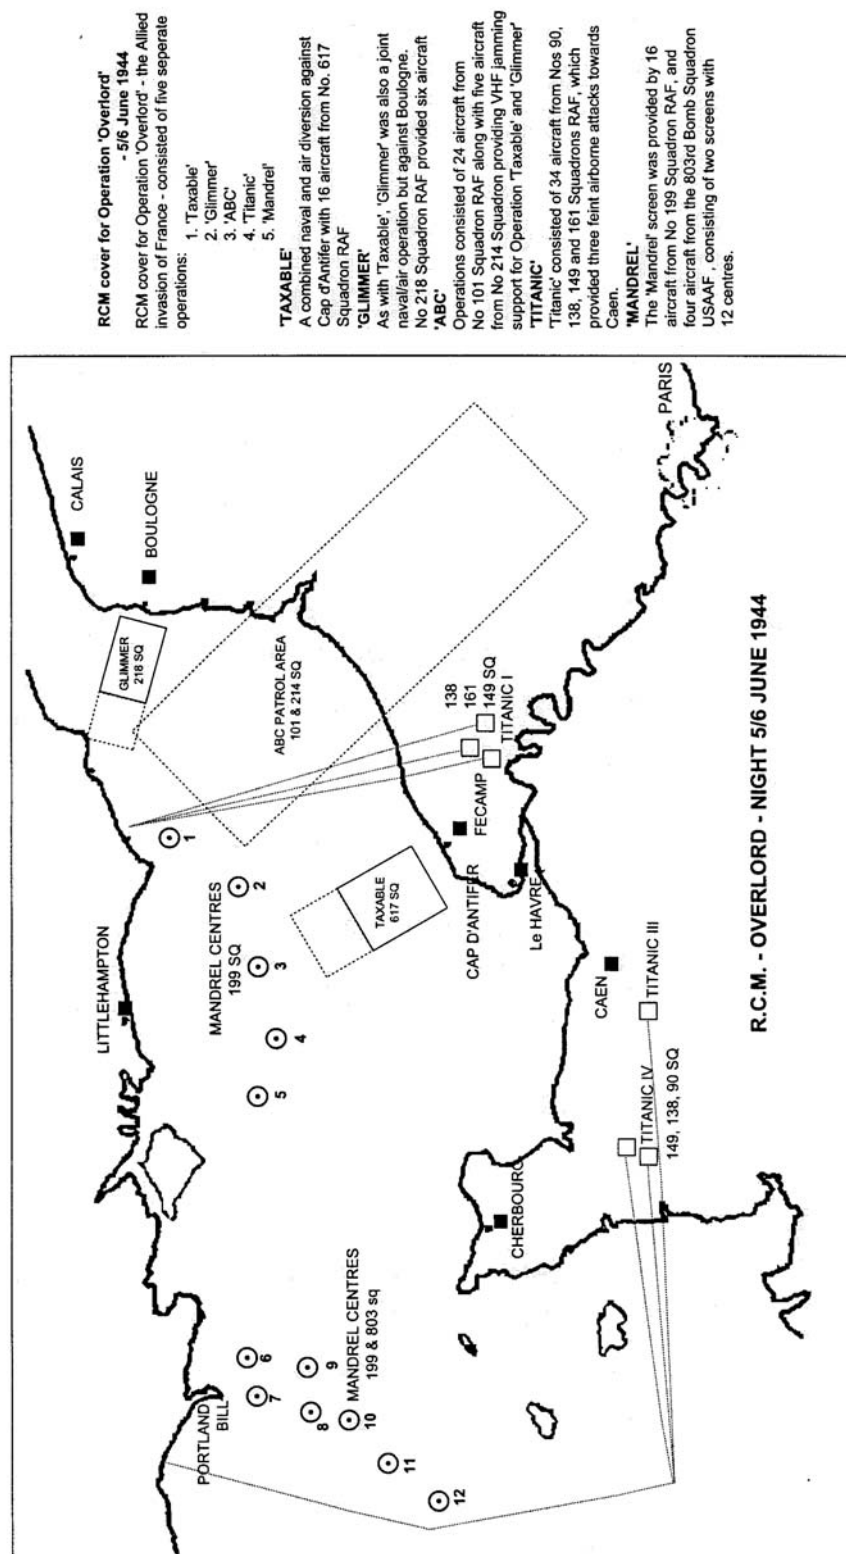 RCM cover for Operation 'Overlord'
- 5/6 June 1944
RCM cover for Operation 'Overlord' - the Allied
invasion of France - consisted of five seperate
operations:
1. 'Taxable'
2. 'Glimmer'
3. 'ABC'
4. 'Titanic'
5. 'Mandrel'
'TAXABLE'
A combined naval and air diversion against
Cap d'Antifer with 16 aircraft from No. 617
Squadron RAF
'GLIMMER'
As with 'Taxable', 'Glimmer' was also a joint
naval/air operation but against Boulogne.
No 218 Squadron RAF provided six aircraft
'ABC'
Operations consisted of 24 aircraft from
No 101 Squadron RAF along with five aircraft
from No 214 Squadron providing VHF jamming
support for Operation 'Taxable' and 'Glimmer'
'TITANIC'
'Titanic' consisted of 34 aircraft from Nos 90,
138, 149 and 161 Squadrons RAF, which
provided three feint airborne attacks towards
Caen.
'MANDREL'
The 'Mandrel' screen was provided by 16
aircraft from No 199 Squadron RAF, and
four aircraft from the 803rd Bomb Squadron
USAAF , consisting of two screens with
12 centres.
CALAIS
BOULOGNE
GLIMMER
218 SQ
ABC PATROL AREA
101 & 214 SQ
138
161
149 SQ
TITANIC I
PARIS
1
2
3
4
5
MANDREL CENTRES
199 SQ
LITTLEHAMPTON
TAXABLE
617 SQ
FECAMP
CAP D'ANTIFER
Le HAVRE
CAEN
TITANIC III
TITANIC IV
149, 138, 90 SQ
CHERBOURG
PORTLAND
BILL
6
7
8
9
10
11
12
MANDREL CENTRES
199 & 803 sq
R.C.M. - OVERLORD - NIGHT 5/6 JUNE 1944